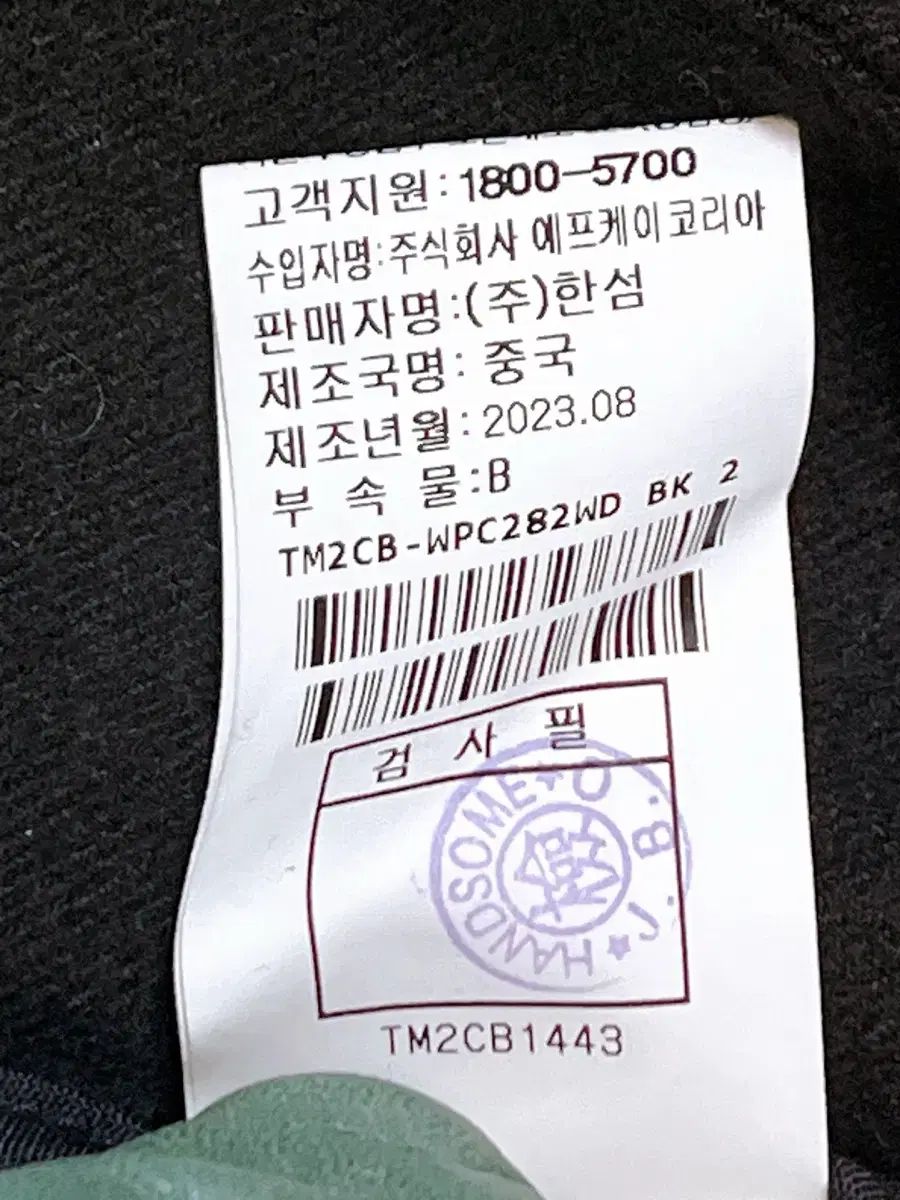 고객지원:1800-5700
수입자명:주식회사 에프케이코리아
판매자명:(주)한섬
제조국명: 중국
제조년월:2023.08
부 속 물:B
TM2CB-WPC282WD BK 2
검 사 필
HANDSOME
J.B.
TM2CB1443